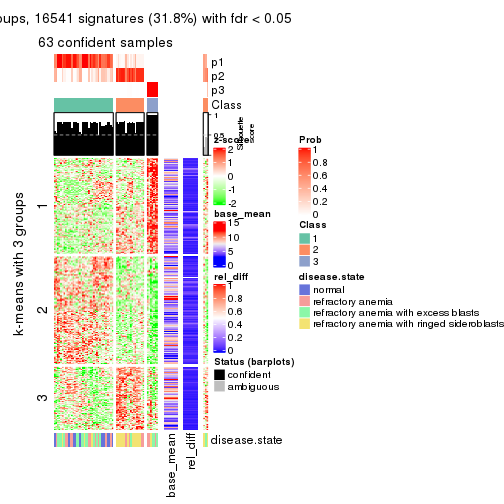 oups, 16541 signatures (31.8%) with fdr < 0.05
63 confident samples
p1
p2
p3
Class
1
0.5
Silhouette
score
k-means with 3 groups
1
2
3
base_mean
rel_diff
disease.state
z-score
2
1
0
-1
-2
base_mean
15
10
5
0
rel_diff
1
0.8
0.6
0.4
0.2
0
Status (barplots)
confident
ambiguous
Prob
1
0.8
0.6
0.4
0.2
0
Class
1
2
3
disease.state
normal
refractory anemia
refractory anemia with excess blasts
refractory anemia with ringed sideroblasts